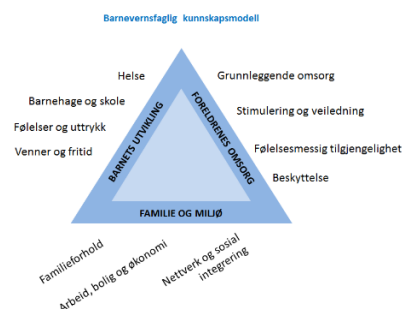 Barnevernsfaglig kunnskapsmodell
Helse
Barnehage og skole
Følelser og uttrykk
Venner og fritid
Grunnleggende omsorg
Stimulering og veiledning
Følelsesmessig tilgjengelighet
Beskyttelse
BARNETS UTVIKLING
FORELDRENES OMSORG
FAMILIE OG MILJØ
Familieforhold
Arbeid, bolig og økonomi
Nettverk og sosial
integrering